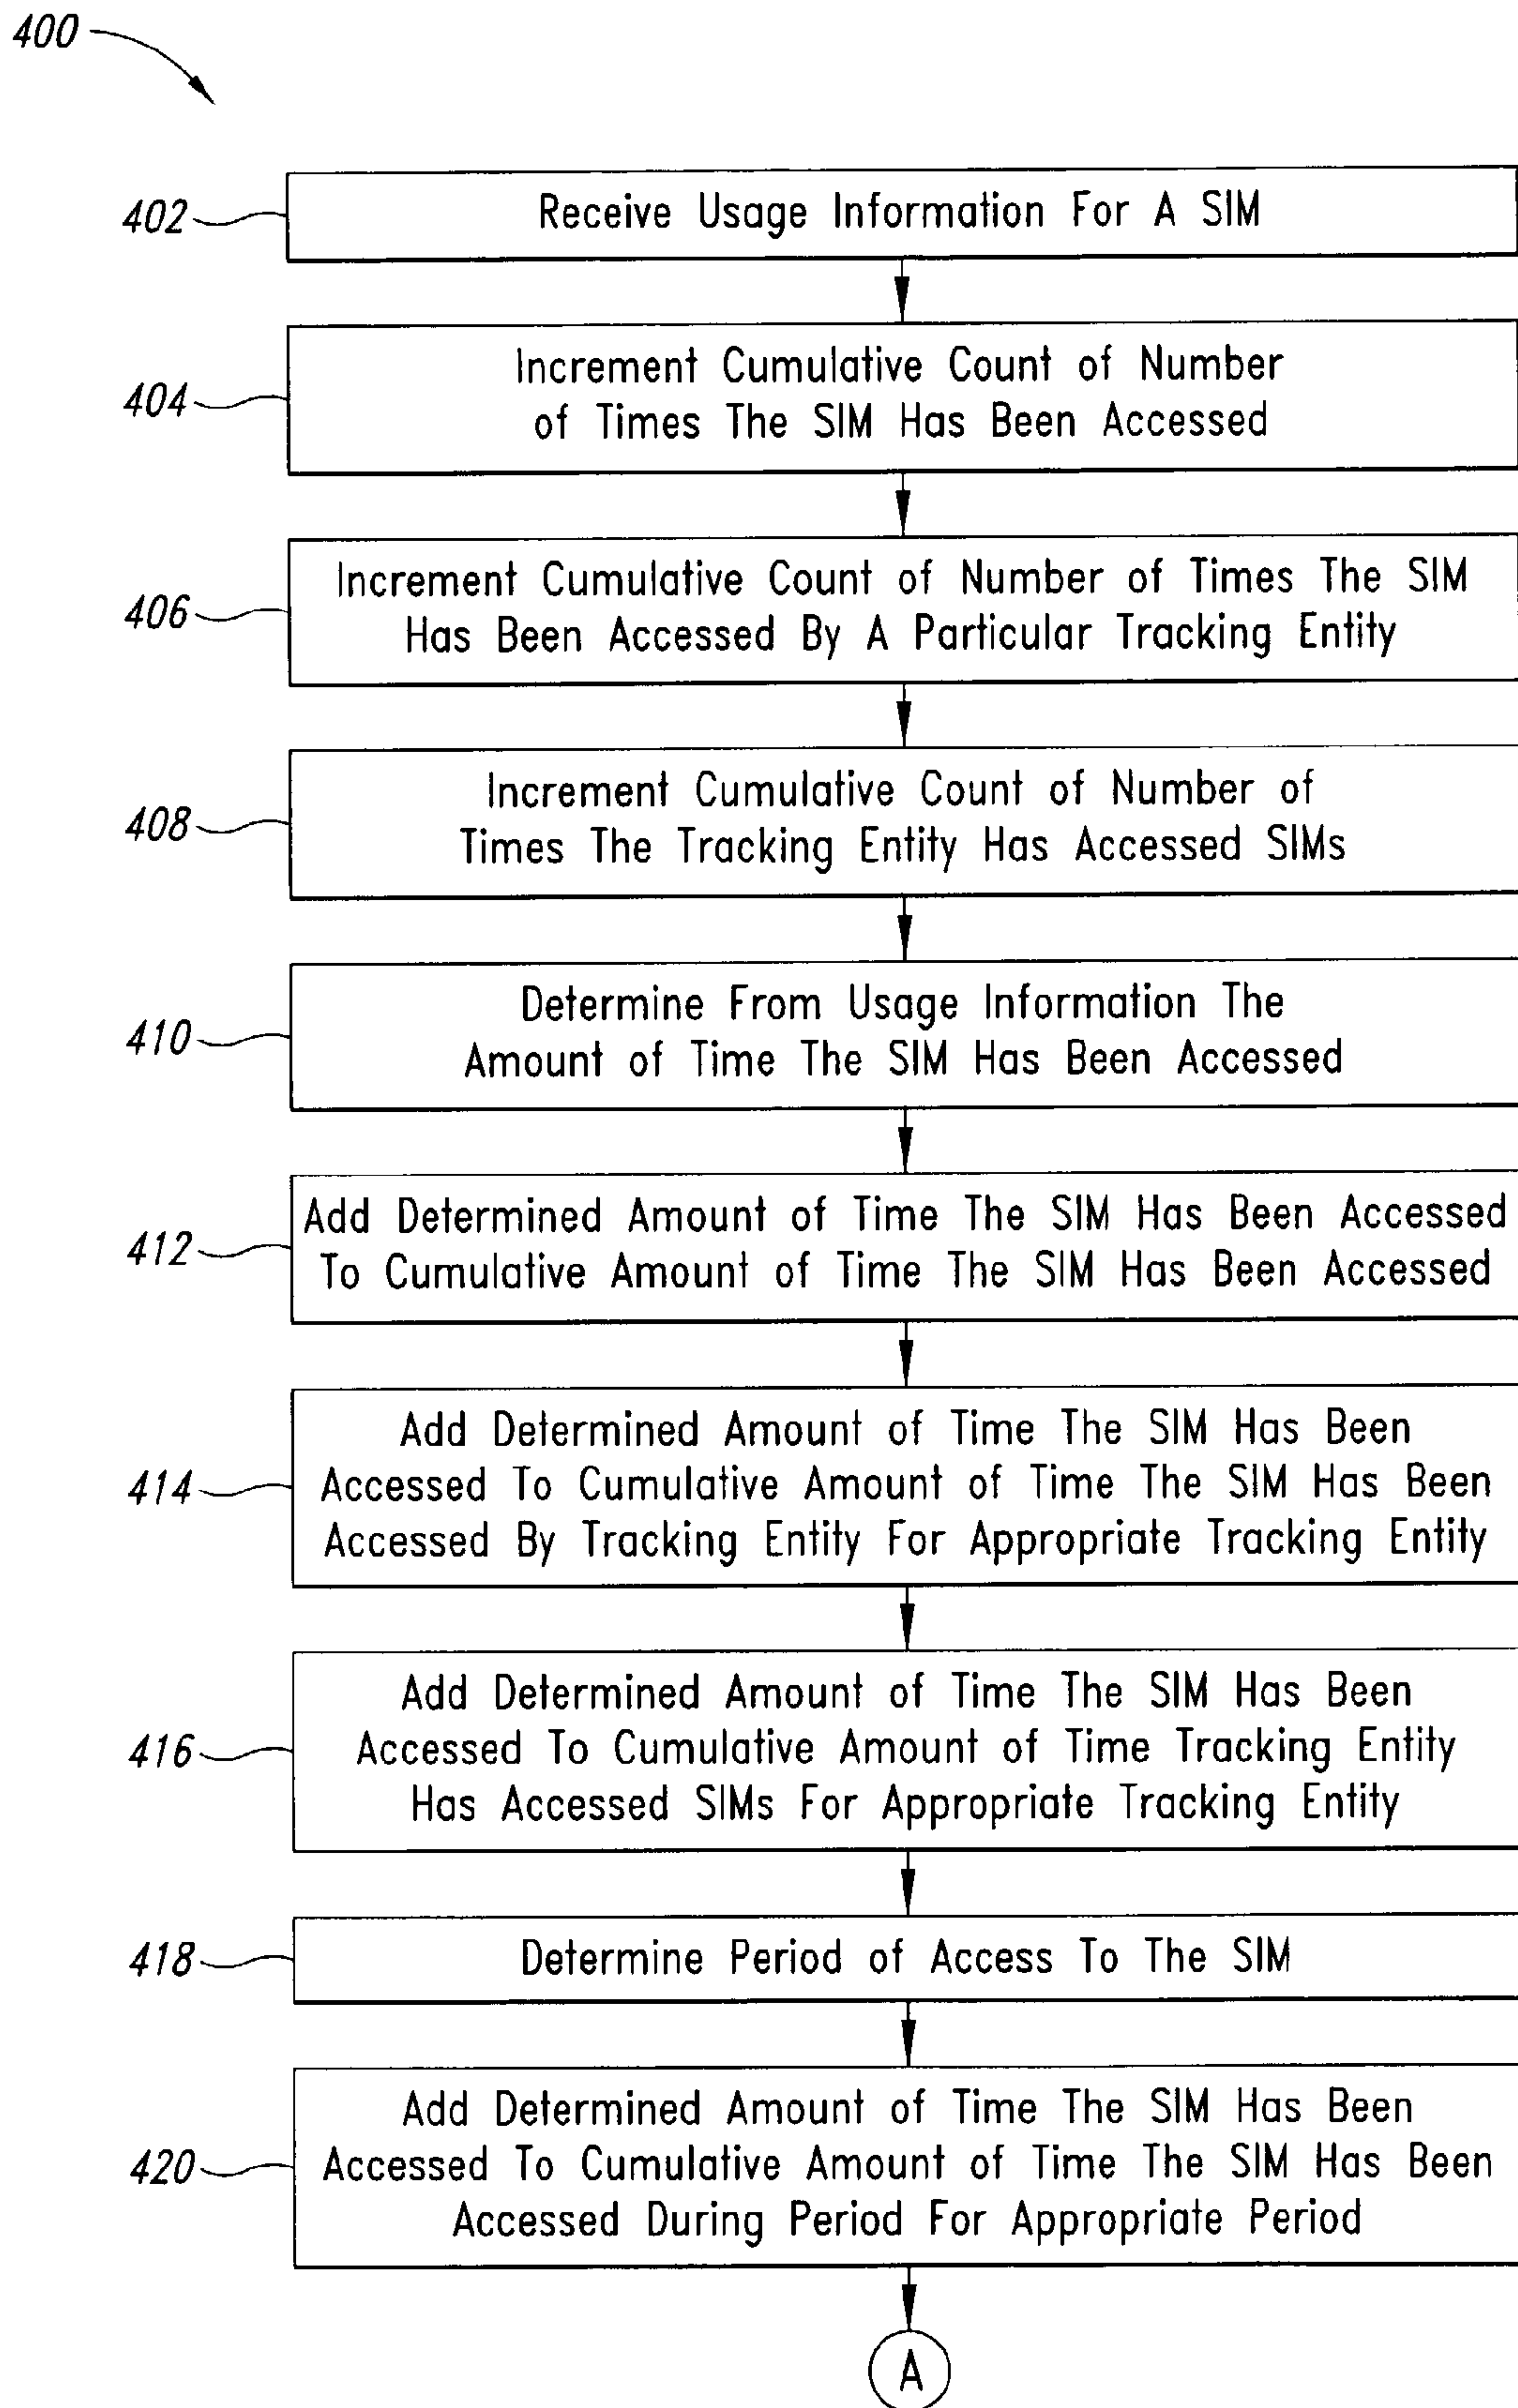 400
402
Receive Usage Information For A SIM
404
Increment Cumulative Count of Number
of Times The SIM Has Been Accessed
406
Increment Cumulative Count of Number of Times The SIM
Has Been Accessed By A Particular Tracking Entity
408
Increment Cumulative Count of Number of
Times The Tracking Entity Has Accessed SIMs
410
Determine From Usage Information The
Amount of Time The SIM Has Been Accessed
412
Add Determined Amount of Time The SIM Has Been Accessed
To Cumulative Amount of Time The SIM Has Been Accessed
414
Add Determined Amount of Time The SIM Has Been
Accessed To Cumulative Amount of Time The SIM Has Been
Accessed By Tracking Entity For Appropriate Tracking Entity
416
Add Determined Amount of Time The SIM Has Been
Accessed To Cumulative Amount of Time Tracking Entity
Has Accessed SIMs For Appropriate Tracking Entity
418
Determine Period of Access To The SIM
420
Add Determined Amount of Time The SIM Has Been
Accessed To Cumulative Amount of Time The SIM Has Been
Accessed During Period For Appropriate Period
A